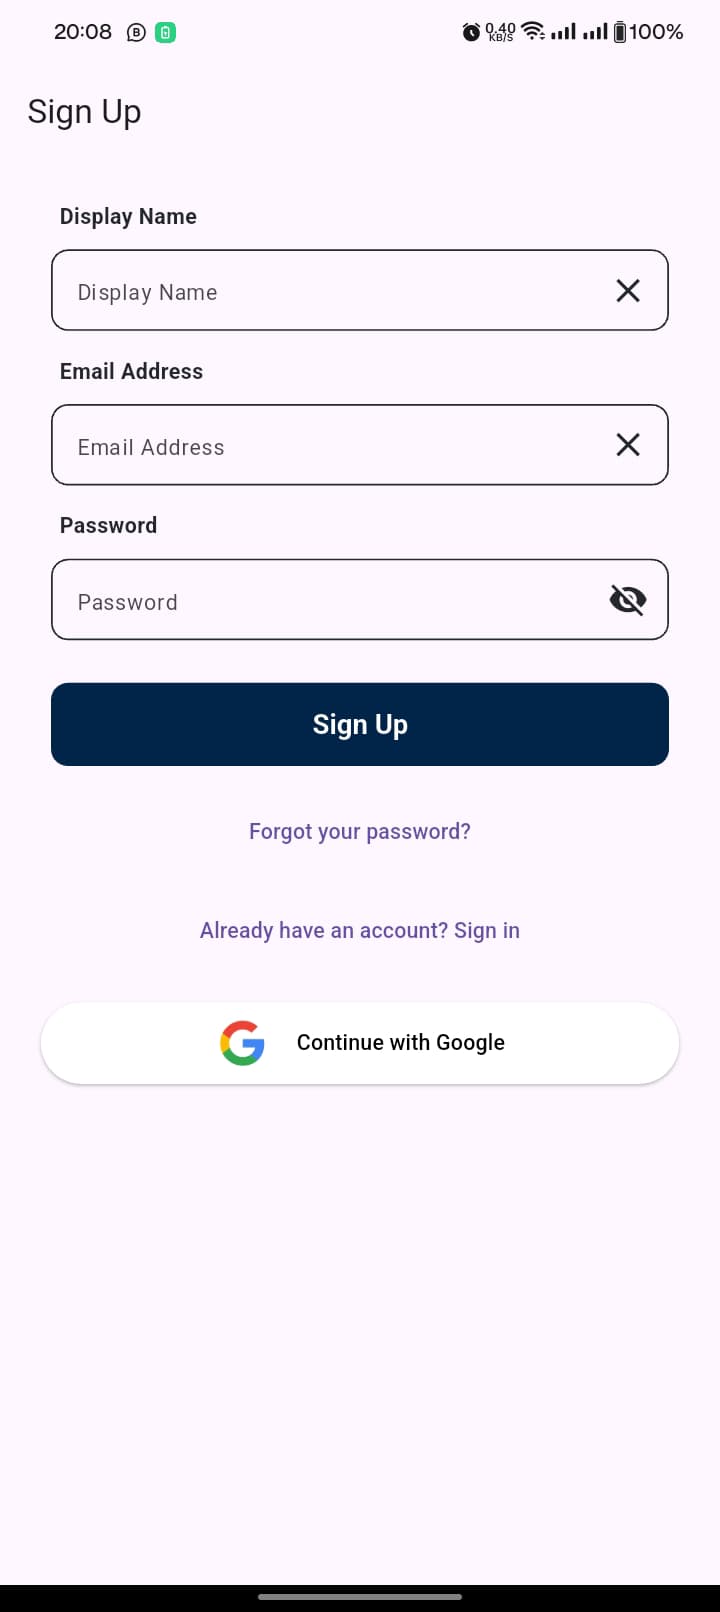 20:08 B 0.40 KB/S 100%
Sign Up
Display Name
Display Name
Email Address
Email Address
Password
Password
Sign Up
Forgot your password?
Already have an account? Sign in
Continue with Google